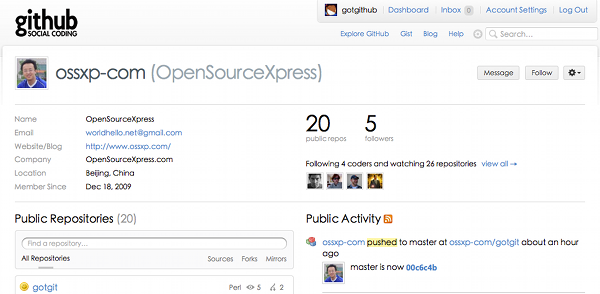 github
SOCIAL CODING
gotgithub Dashboard Inbox 0 Account Settings Log Out
Explore GitHub Gist Blog Help Search...
ossxp-com (OpenSourceXpress)
Message Follow
Name OpenSourceXpress
Email worldhello.net@gmail.com
Website/Blog http://www.ossxp.com/
Company OpenSourceXpress.com
Location Beijing, China
Member Since Dec 18, 2009
20 public repos
5 followers
Following 4 coders and watching 26 repositories view all →
Public Repositories (20)
Find a repository...
All Repositories Sources Forks Mirrors
gotgit Perl 5 2
Public Activity
ossxp-com pushed to master at ossxp-com/gotgit about an hour
ago
master is now 00c6c4b